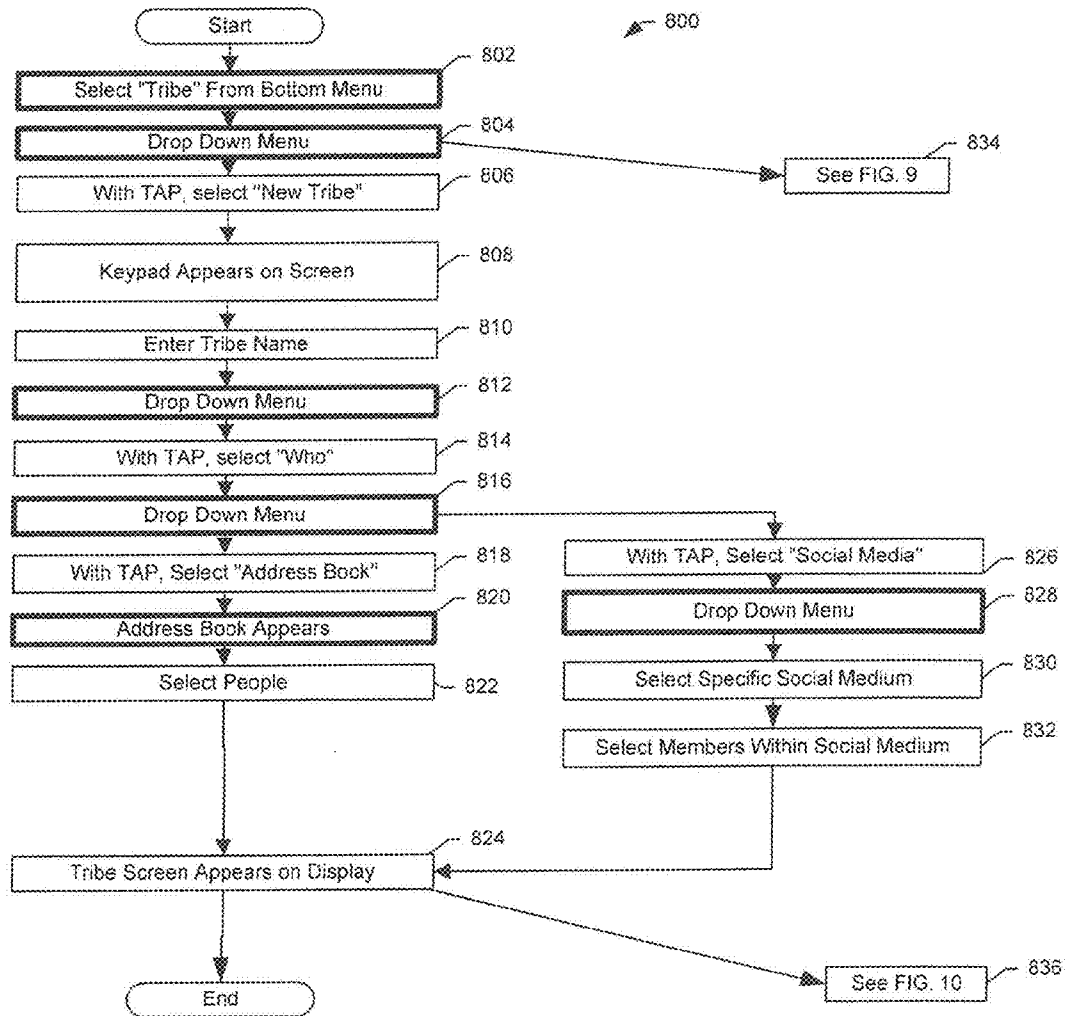 Start
800
802
Select "Tribe" From Bottom Menu
804
Drop Down Menu
834
See FIG. 9
806
With TAP, select "New Tribe"
808
Keypad Appears on Screen
810
Enter Tribe Name
812
Drop Down Menu
814
With TAP, select "Who"
816
Drop Down Menu
818
With TAP, Select "Address Book"
820
Address Book Appears
Select People
822
With TAP, Select "Social Media"
826
Drop Down Menu
828
Select Specific Social Medium
830
Select Members Within Social Medium
832
824
Tribe Screen Appears on Display
See FIG. 10
836
End